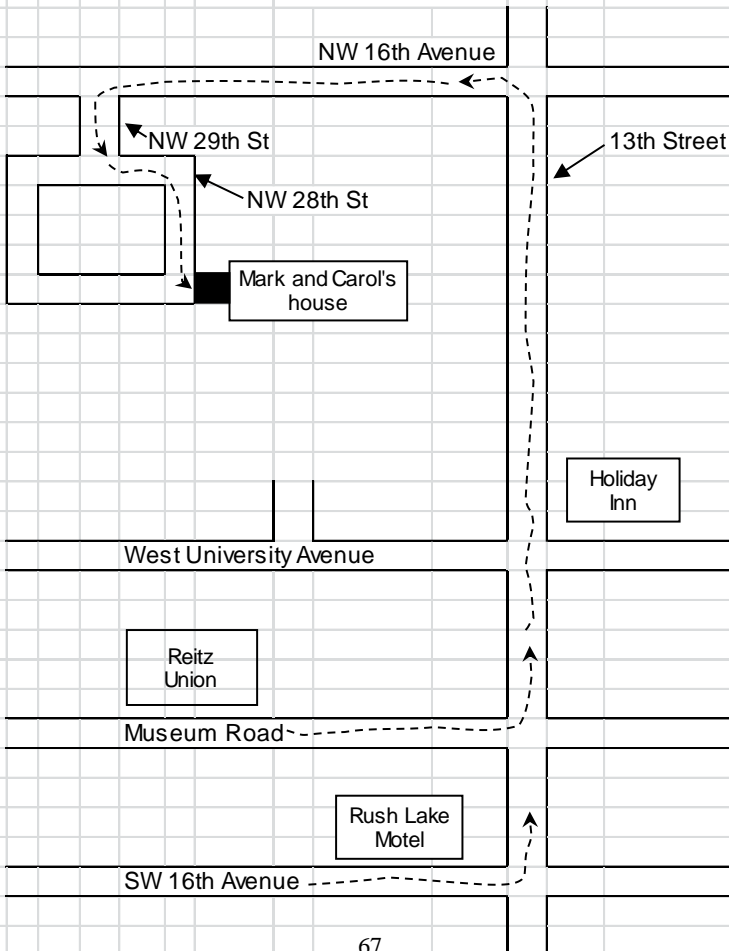 NW 16th Avenue
NW 29th St
13th Street
NW 28th St
Mark and Carol's
house
Holiday
Inn
West University Avenue
Reitz
Union
Museum Road
Rush Lake
Motel
SW 16th Avenue
67